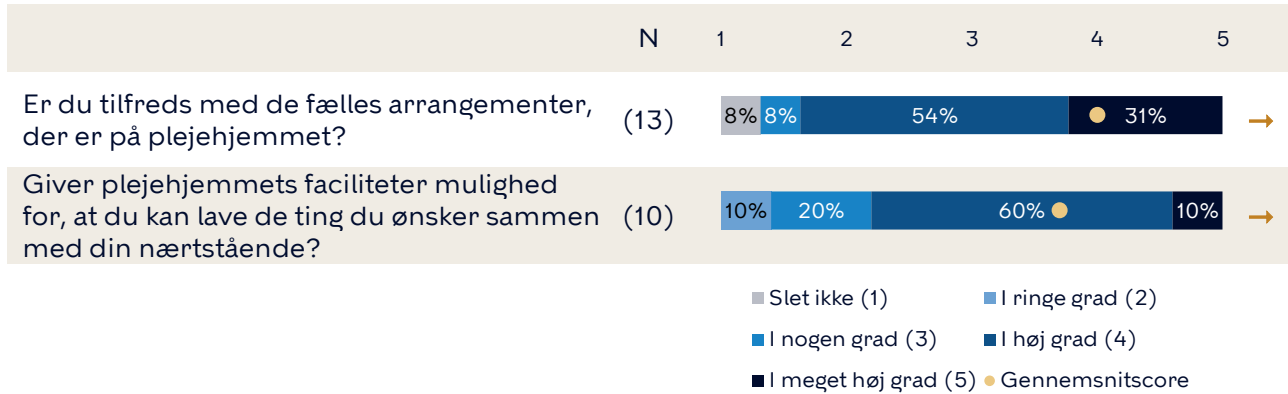 N 1 2 3 4 5
Er du tilfreds med de fælles arrangementer,
der er på plejehjemmet?
(13) 8% 8% 54% 31% →
Giver plejehjemmets faciliteter mulighed
for, at du kan lave de ting du ønsker sammen
med din nærtstående?
(10) 10% 20% 60% 10% →
Slet ikke (1) I ringe grad (2)
I nogen grad (3) I høj grad (4)
I meget høj grad (5) Gennemsnitscore